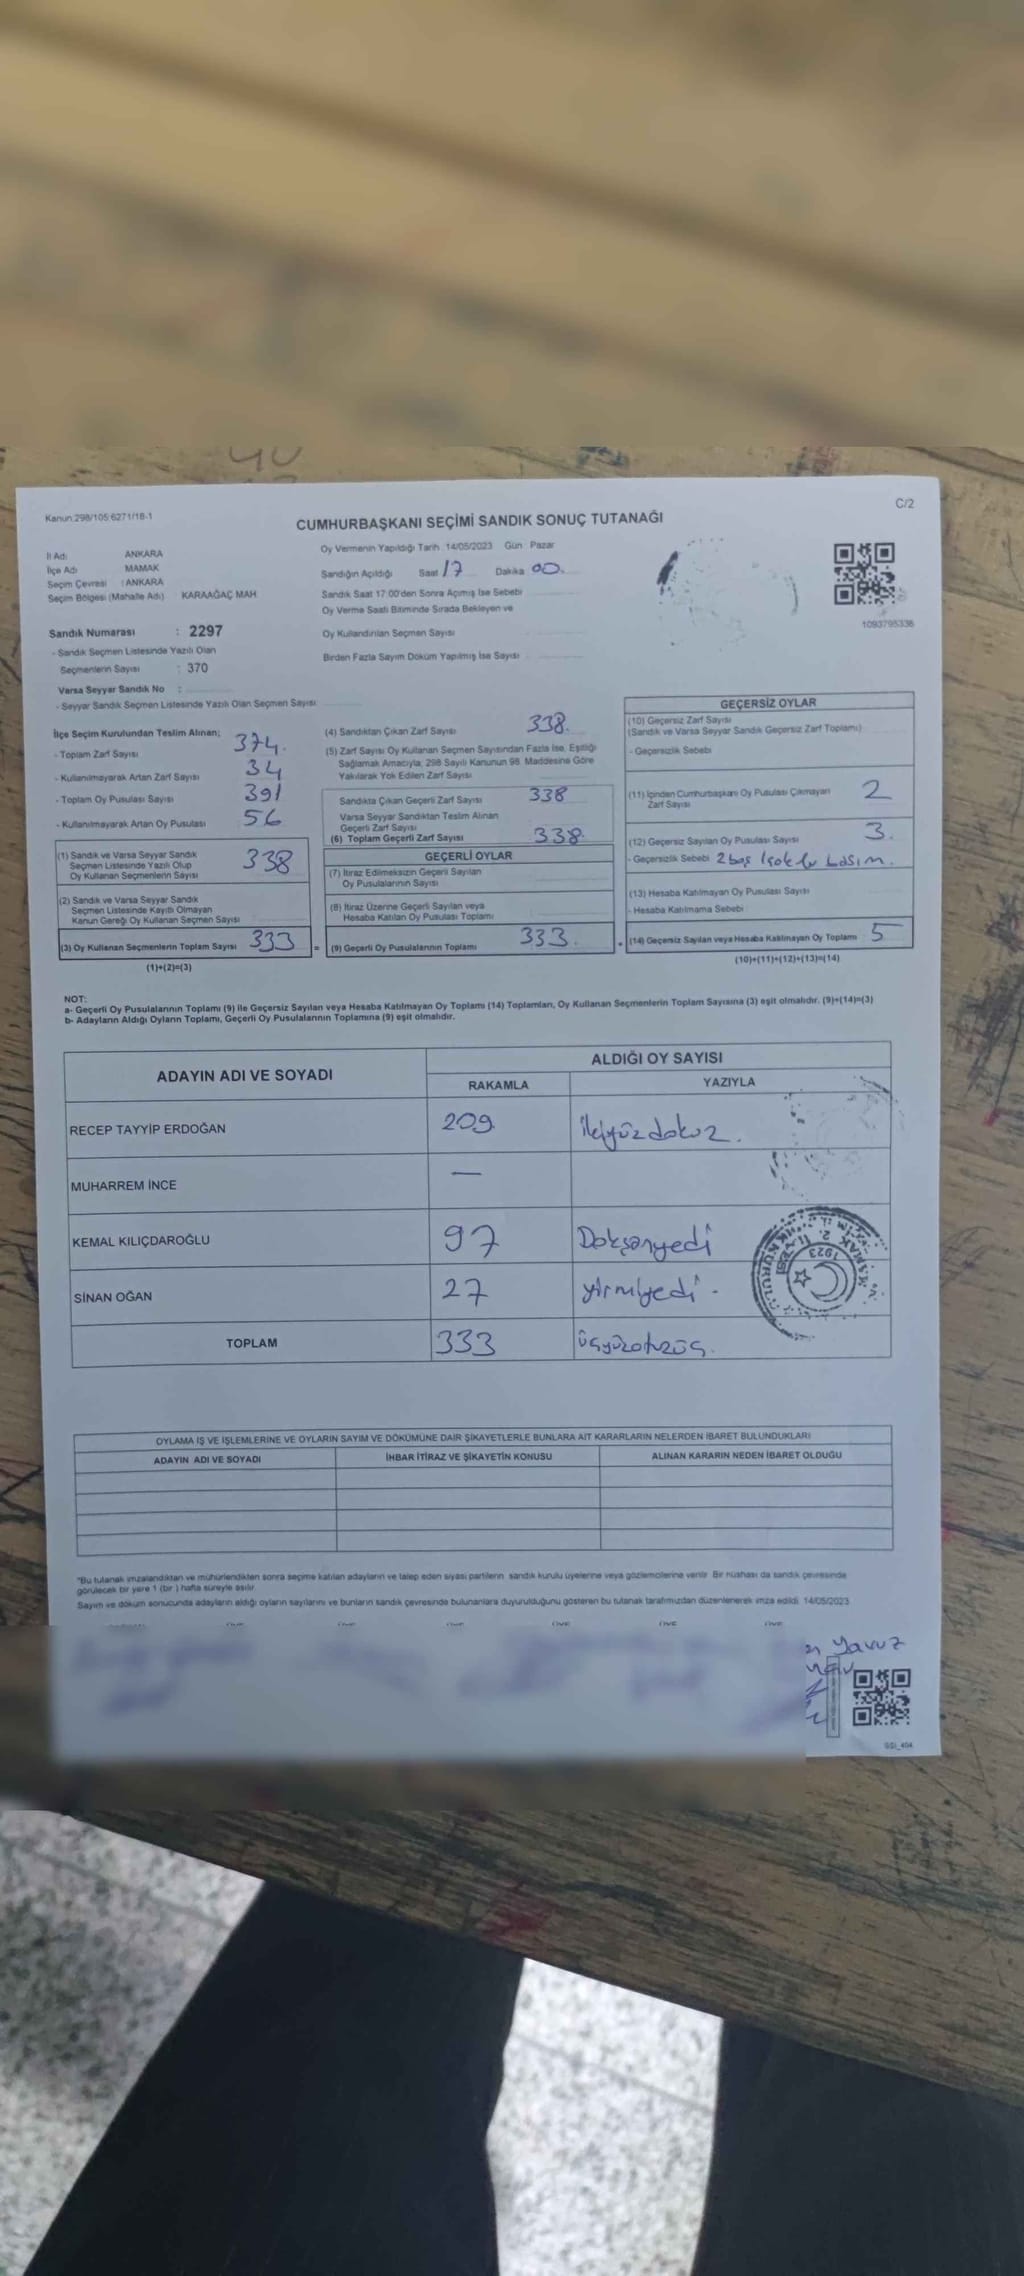 40
Kanun:298/105;6271/18-1
C/2
CUMHURBAŞKANI SEÇİMİ SANDIK SONUÇ TUTANAĞI
İl Adı ANKARA
İlçe Adı MAMAK
Seçim Çevresi : ANKARA
Seçim Bölgesi (Mahalle Adı) KARAAĞAÇ MAH
Sandık Numarası : 2297
- Sandık Seçmen Listesinde Yazılı Olan
Seçmenlerin Sayısı : 370
Varsa Seyyar Sandık No :
- Seyyar Sandık Seçmen Listesinde Yazılı Olan Seçmen Sayısı
Oy Vermenin Yapıldığı Tarih :14/05/2023 Gün Pazar
Sandığın Açıldığı Saat 17 Dakika 00.
Sandık Saat 17:00'den Sonra Açmış İse Sebebi
Oy Verme Saati Bitiminde Sırada Bekleyen ve
Oy Kullandırılan Seçmen Sayısı
Birden Fazla Sayım Döküm Yapılmış İse Sayısı
1093795336
İlçe Seçim Kurulundan Teslim Alınan;
- Toplam Zarf Sayısı 374.
- Kullanılmayarak Artan Zarf Sayısı 34
- Toplam Oy Pusulası Sayısı 391
- Kullanılmayarak Artan Oy Pusulası 56
(1) Sandık ve Varsa Seyyar Sandık
Seçmen Listesinde Yazılı Olup
Oy Kullanan Seçmenlerin Sayısı 338
(2) Sandık ve Varsa Seyyar Sandık
Seçmen Listesinde Kayıtlı Olmayan
Kanun Gereği Oy Kullanan Seçmen Sayısı
(3) Oy Kullanan Seçmenlerin Toplam Sayısı 333 =
(1)+(2)=(3)
(4) Sandıktan Çıkan Zarf Sayısı 338.
(5) Zarf Sayısı Oy Kullanan Seçmen Sayısından Fazla İse, Eşitliği
Sağlamak Amacıyla, 298 Sayılı Kanunun 98. Maddesine Göre
Yakılarak Yok Edilen Zarf Sayısı
Sandıkta Çıkan Geçerli Zarf Sayısı 338
Varsa Seyyar Sandıktan Teslim Alınan
Geçerli Zarf Sayısı
(6) Toplam Geçerli Zarf Sayısı 338.
GEÇERLİ OYLAR
(7) İtiraz Edilmeksizin Geçerli Sayılan
Oy Pusulalarının Sayısı
(8) İtiraz Üzerine Geçerli Sayılan veya
Hesaba Katılan Oy Pusulası Toplamı
(9) Geçerli Oy Pusulalarının Toplamı 333. +
GEÇERSİZ OYLAR
(10) Geçersiz Zarf Sayısı
(Sandık ve Varsa Seyyar Sandık Geçersiz Zarf Toplamı)
- Geçersizlik Sebebi
(11) İçinden Cumhurbaşkanı Oy Pusulası Çıkmayan
Zarf Sayısı 2
(12) Geçersiz Sayılan Oy Pusulası Sayısı 3.
- Geçersizlik Sebebi 2 boş
(13) Hesaba Katılmayan Oy Pusulası Sayısı
- Hesaba Katılmama Sebebi
(14) Geçersiz Sayılan veya Hesaba Katılmayan Oy Toplamı 5
(10)+(11)+(12)+(13)=(14)
NOT:
a- Geçerli Oy Pusulalarının Toplamı (9) ile Geçersiz Sayılan veya Hesaba Katılmayan Oy Toplamı (14) Toplamları, Oy Kullanan Seçmenlerin Toplam Sayısına (3) eşit olmalıdır. (9)+(14)=(3)
b- Adayların Aldığı Oyların Toplamı, Geçerli Oy Pusulalarının Toplamına (9) eşit olmalıdır.
ADAYIN ADI VE SOYADI ALDIĞI OY SAYISI
RAKAMLA YAZIYLA
RECEP TAYYİP ERDOĞAN 209. ikiyüzdokuz.
MUHARREM İNCE —
KEMAL KILIÇDAROĞLU 97 Doksanyedi
SİNAN OĞAN 27 yirmiyedi.
TOPLAM 333 üçyüzotuzüç.
1923
OYLAMA İŞ VE İŞLEMLERİNE VE OYLARIN SAYIM VE DÖKÜMÜNE DAİR ŞİKAYETLERLE BUNLARA AİT KARARLARIN NELERDEN İBARET BULUNDUKLARI
ADAYIN ADI VE SOYADI İHBAR İTİRAZ VE ŞİKAYETİN KONUSU ALINAN KARARIN NEDEN İBARET OLDUĞU
*Bu tutanak imzalandıktan ve mühürlendikten sonra seçime katılan adayların ve talep eden siyasi partilerin sandık kurulu üyelerine veya gözlemcilerine verilir. Bir nüshası da sandık çevresinde
görülecek bir yere 1 (bir) hafta süreyle asılır.
Sayım ve döküm sonucunda adayların aldığı oyların sayılarını ve bunların sandık çevresinde bulunanlara duyurulduğunu gösteren bu tutanak tarafımızdan düzenlenerek imza edildi. 14/05/2023
Yavuz